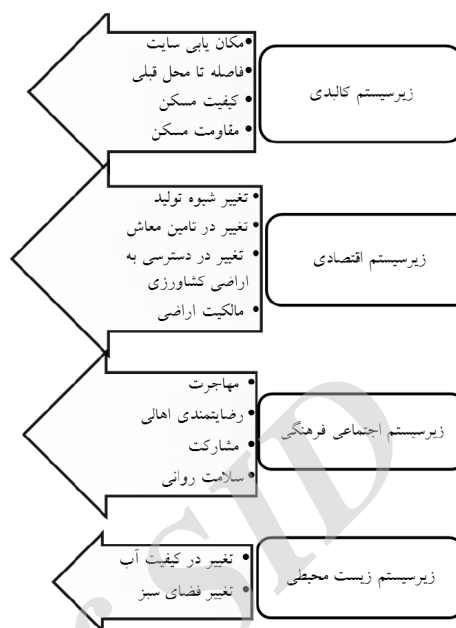 زیرسیستم کالبدی
•مکان یابی سایت
•فاصله تا محل قبلی
• کیفیت مسکن
• مقاومت مسکن
زیرسیستم اقتصادی
•تغییر شیوه تولید
•تغییر در تامین معاش
• تغییر در دسترسی به
اراضی کشاورزی
• مالکیت اراضی
زیرسیستم اجتماعی فرهنگی
• مهاجرت
•رضایتمندی اهالی
• مشارکت
•سلامت روانی
زیرسیستم زیست محیطی
• تغییر در کیفیت آب
• تغییر فضای سبز
SID